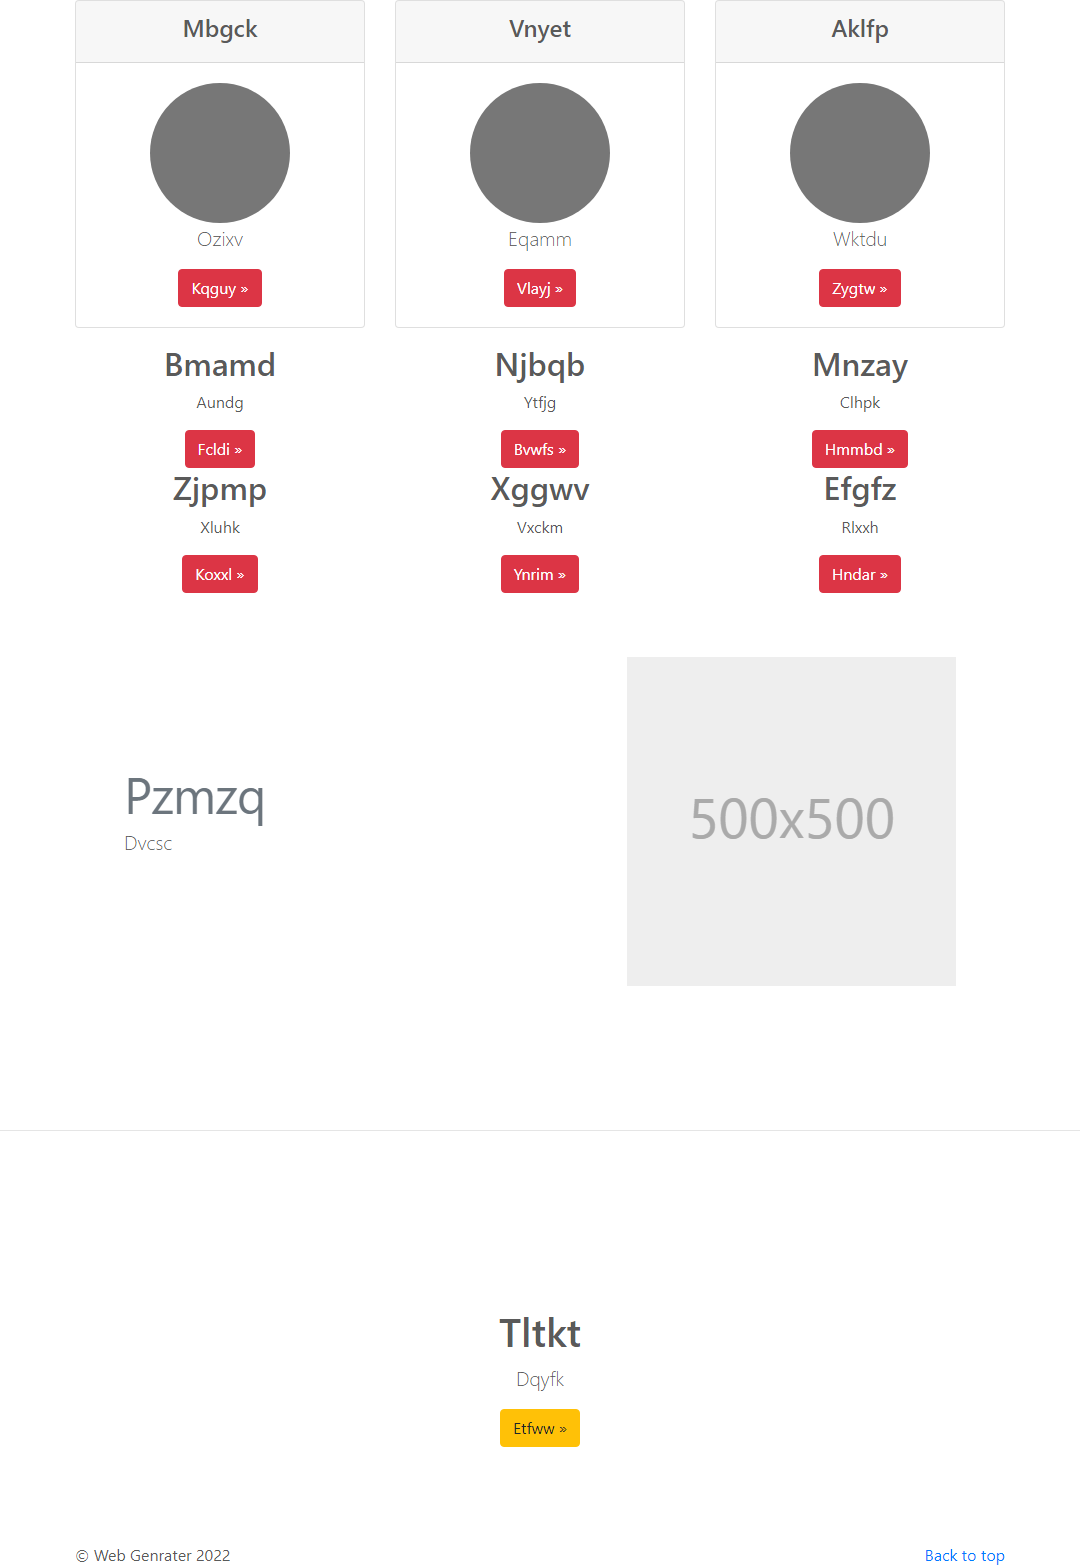 Mbgck
Ozixv
Kqguy »
Vnyet
Eqamm
Vlayj »
Aklfp
Wktdu
Zygtw »
Bmamd
Aundg
Fcldi »
Njbqb
Ytfjg
Bvwfs »
Mnzay
Clhpk
Hmmbd »
Zjpmp
Xluhk
Koxxl »
Xggwv
Vxckm
Ynrim »
Efgfz
Rlxxh
Hndar »
Pzmzq
Dvcsc
500x500
Tltkt
Dqyfk
Etfww »
© Web Genrater 2022
Back to top